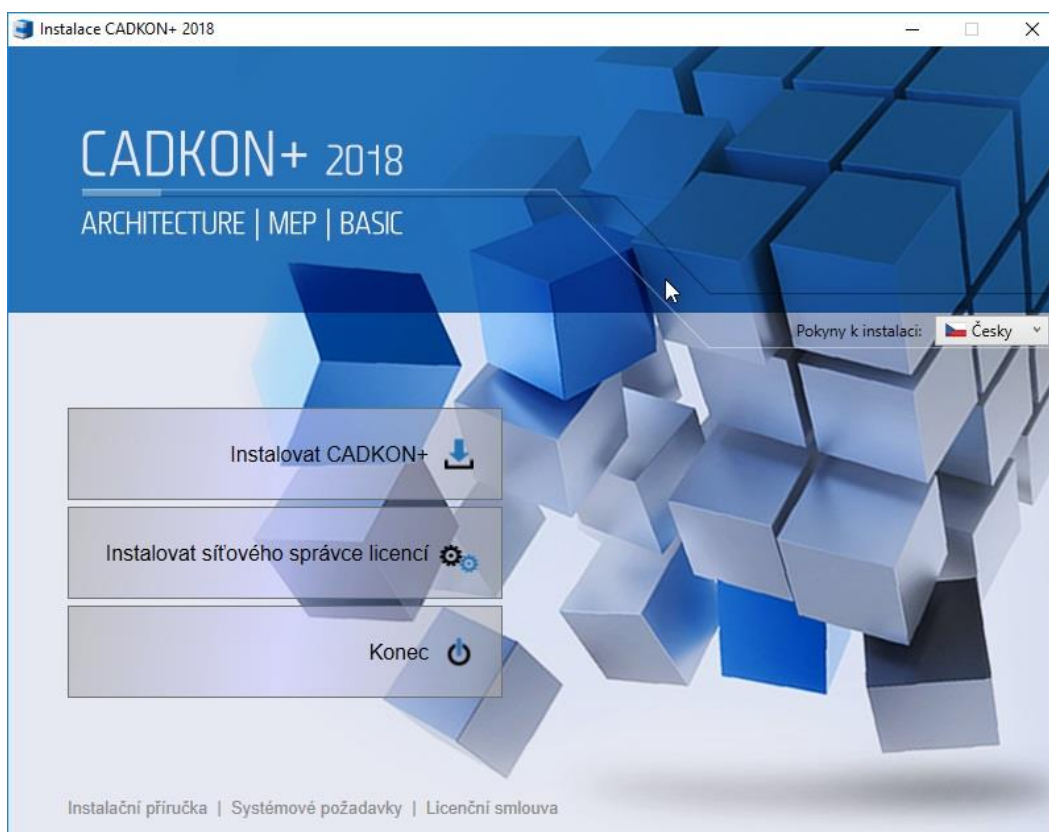 Instalace CADKON+ 2018
CADKON+ 2018
ARCHITECTURE | MEP | BASIC
Pokyny k instalaci: Česky
Instalovat CADKON+
Instalovat síťového správce licencí
Konec
Instalační příručka | Systémové požadavky | Licenční smlouva